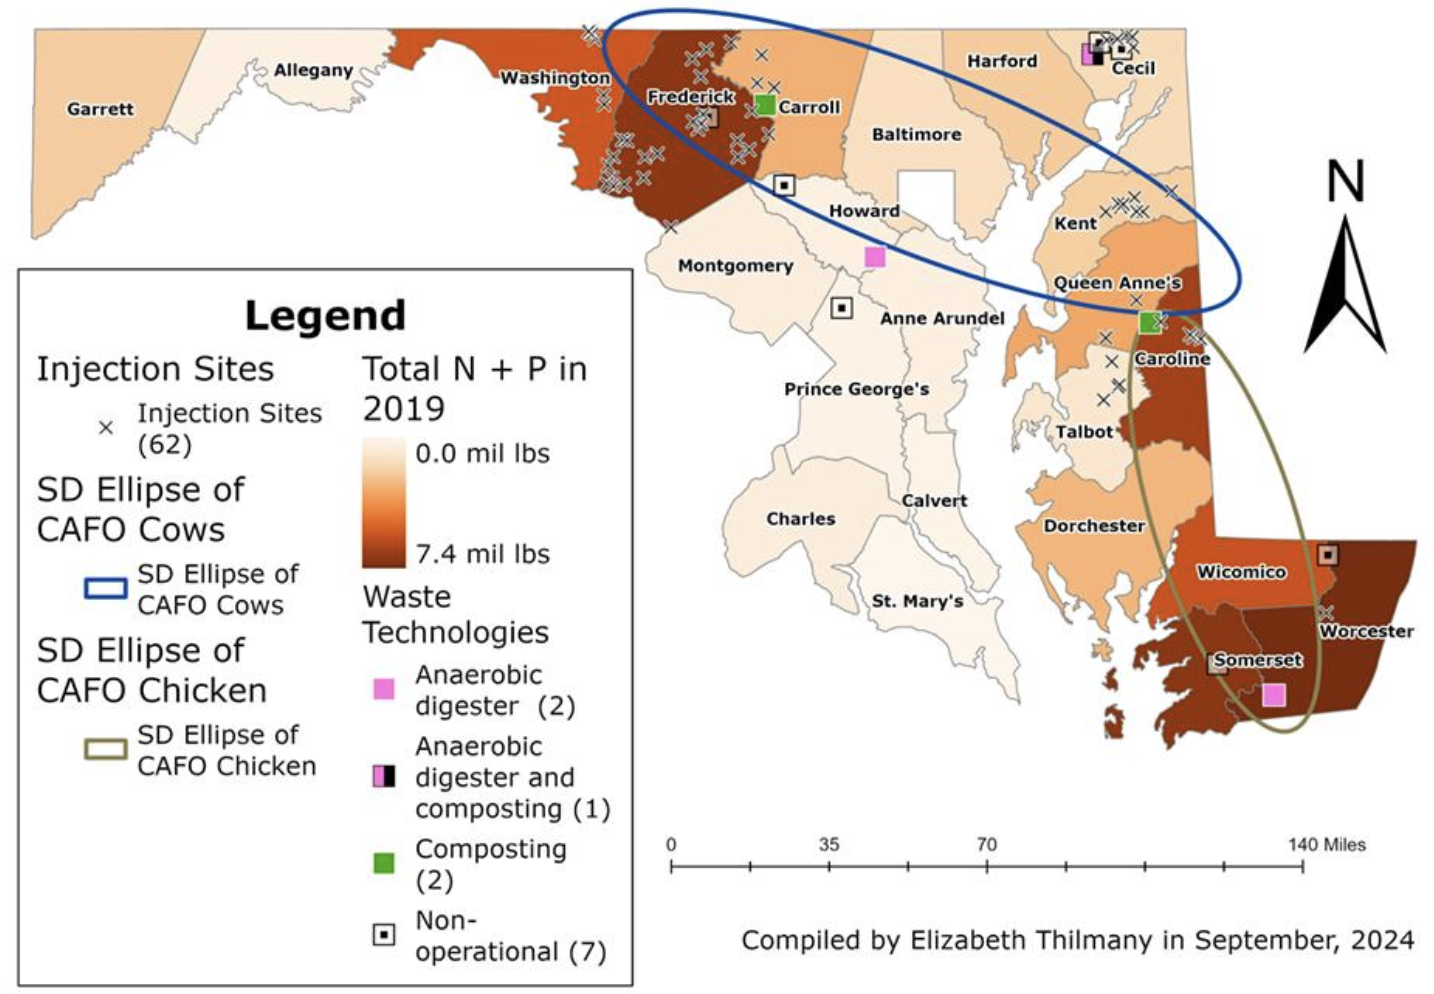 Allegany
Garrett
Washington
Frederick
Carroll
Baltimore
Harford
Cecil
Howard
Montgomery
Kent
Queen Anne's
Anne Arundel
Prince George's
Caroline
Talbot
Charles
Calvert
St. Mary's
Dorchester
Wicomico
Worcester
Somerset
N
Legend
Injection Sites
Injection Sites
(62)
SD Ellipse of
CAFO Cows
SD Ellipse of
CAFO Cows
SD Ellipse of
CAFO Chicken
SD Ellipse of
CAFO Chicken
Total N + P in
2019
0.0 mil lbs
7.4 mil lbs
Waste
Technologies
Anaerobic
digester (2)
Anaerobic
digester and
composting (1)
Composting
(2)
Non-
operational (7)
0 35 70 140 Miles
Compiled by Elizabeth Thilmany in September, 2024